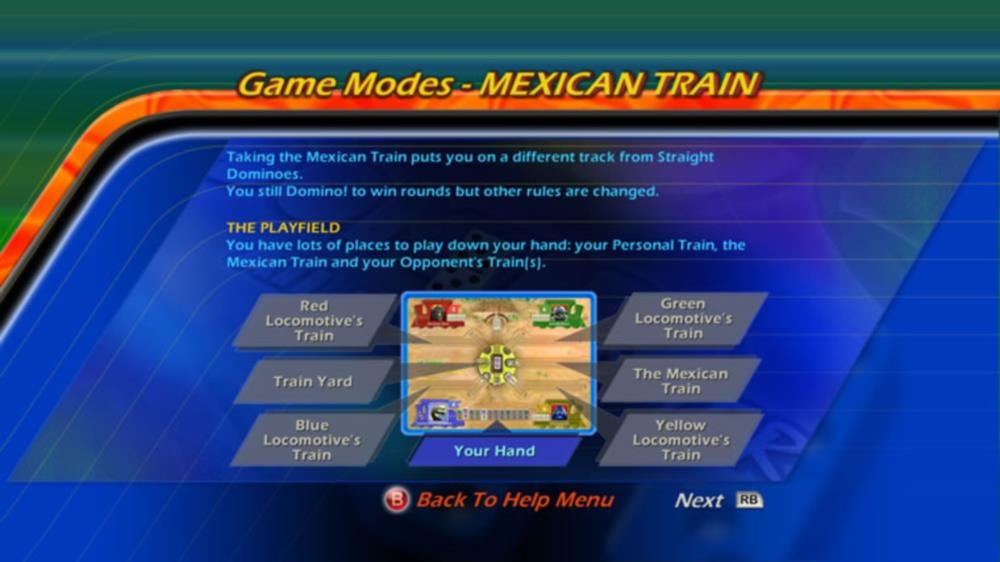 Game Modes - MEXICAN TRAIN
Taking the Mexican Train puts you on a different track from Straight
Dominoes.
You still Domino! to win rounds but other rules are changed.
THE PLAYFIELD
You have lots of places to play down your hand: your Personal Train, the
Mexican Train and your Opponent's Train(s).
Red
Locomotive's
Train
Green
Locomotive's
Train
Train Yard
The Mexican
Train
Blue
Locomotive's
Train
Yellow
Locomotive's
Train
Your Hand
B Back To Help Menu
Next RB